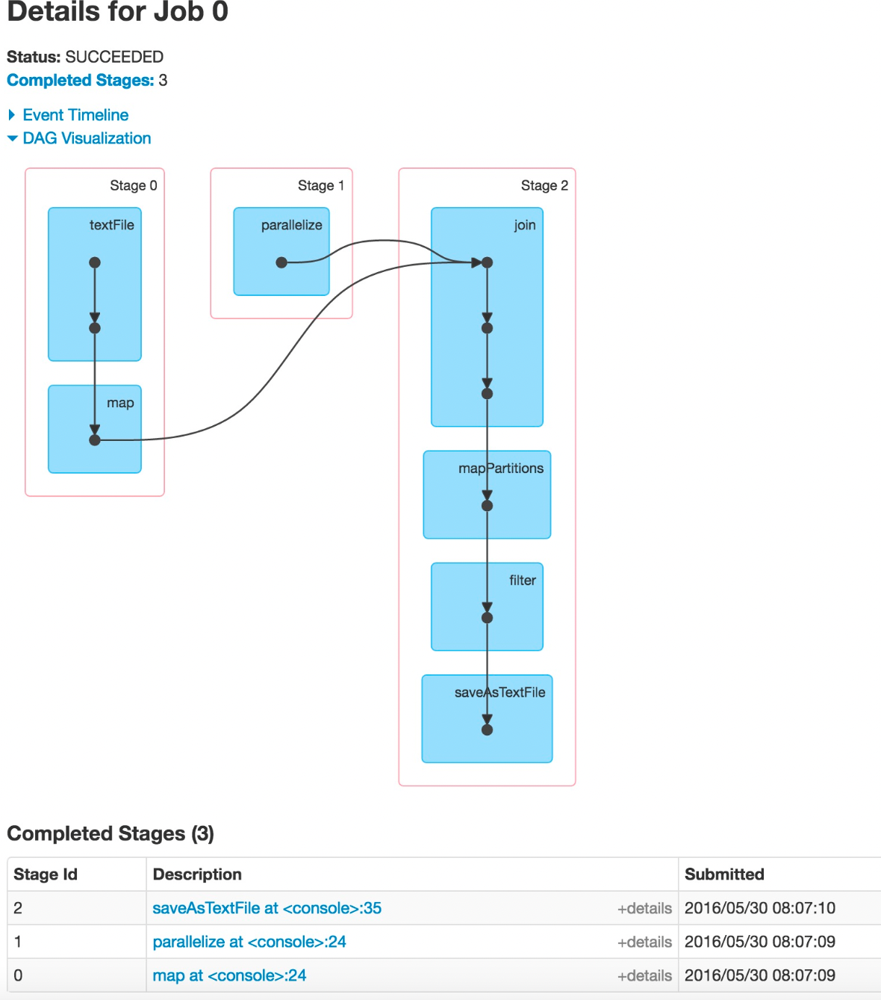 Details for Job 0
Status: SUCCEEDED
Completed Stages: 3
Event Timeline
DAG Visualization
Stage 0
textFile
map
Stage 1
parallelize
Stage 2
join
mapPartitions
filter
saveAsTextFile
Completed Stages (3)
Stage Id Description Submitted
2 saveAsTextFile at <console>:35 +details 2016/05/30 08:07:10
1 parallelize at <console>:24 +details 2016/05/30 08:07:09
0 map at <console>:24 +details 2016/05/30 08:07:09